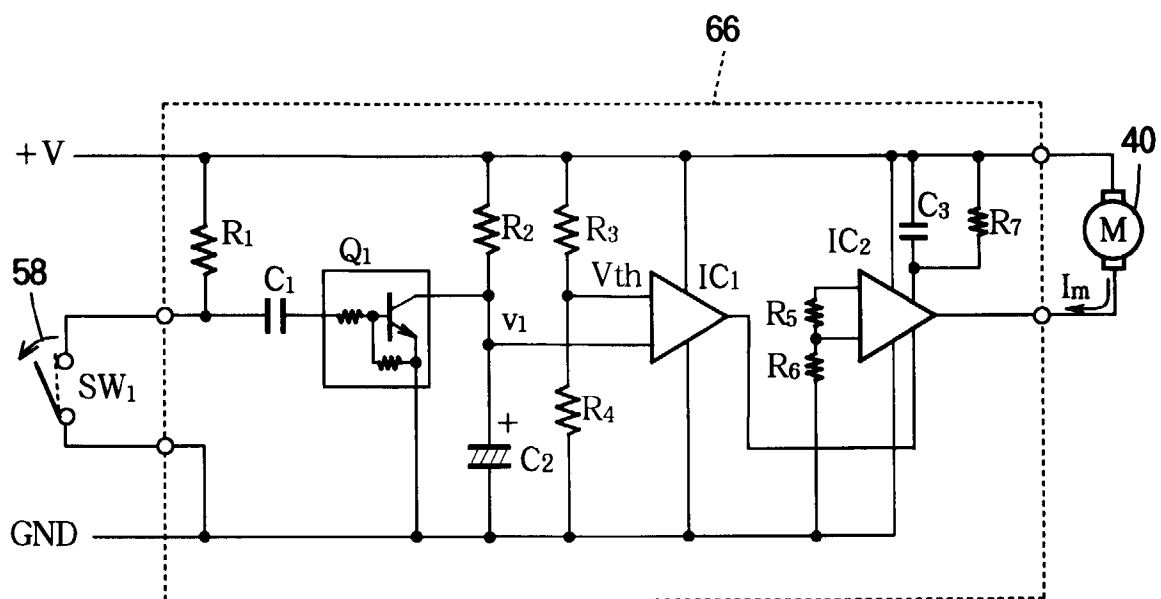 66
+V
40
R1
R2
R3
C3
R7
Q1
IC2
M
58
C1
Vth
IC1
Im
v1
R5
SW1
R6
R4
+
C2
GND